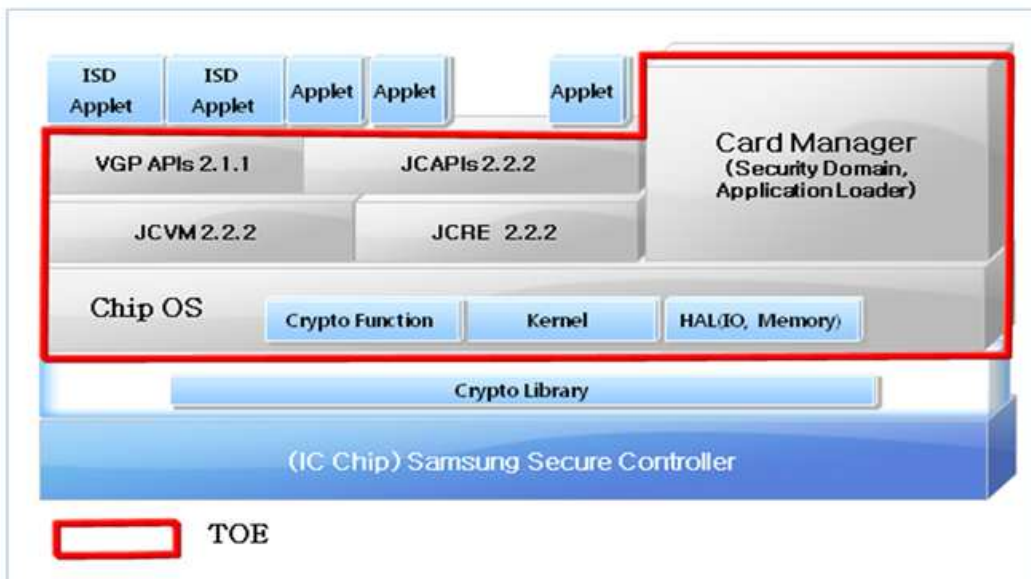 ISD
Applet
ISD
Applet
Applet
Applet
Applet
Card Manager
(Security Domain,
Application Loader)
VGP APIs 2.1.1
JCAPIs 2.2.2
JCVM 2.2.2
JCRE 2.2.2
Chip OS
Crypto Function
Kernel
HAL(IO, Memory)
Crypto Library
(IC Chip) Samsung Secure Controller
TOE